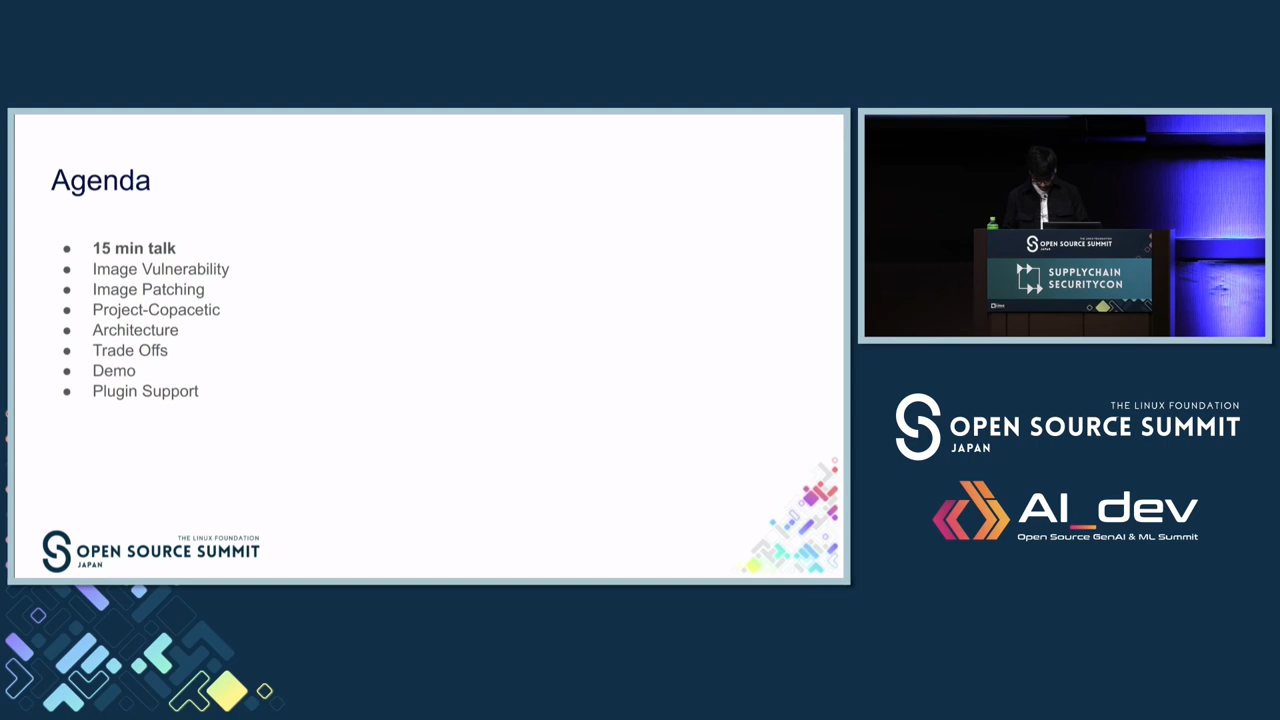 Agenda
15 min talk
Image Vulnerability
Image Patching
Project-Copacetic
Architecture
Trade Offs
Demo
Plugin Support
THE LINUX FOUNDATION
OPEN SOURCE SUMMIT
JAPAN
OPEN SOURCE SUMMIT
SUPPLYCHAIN
SECURITYCON
THE LINUX FOUNDATION
OPEN SOURCE SUMMIT
JAPAN
AI_dev
Open Source GenAI & ML Summit